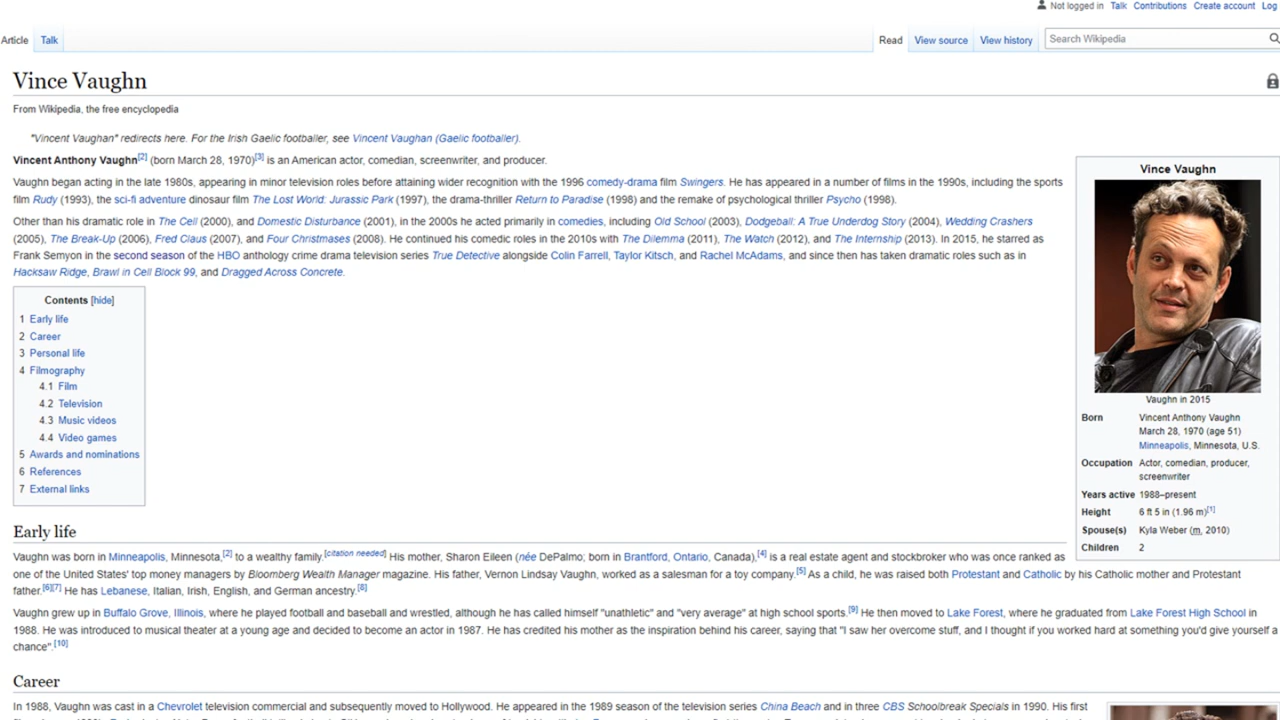 Not logged in Talk Contributions Create account Log
Article Talk Read View source View history Search Wikipedia
Vince Vaughn
From Wikipedia, the free encyclopedia
"Vincent Vaughan" redirects here. For the Irish Gaelic footballer, see Vincent Vaughan (Gaelic footballer).
Vincent Anthony Vaughn[2] (born March 28, 1970)[3] is an American actor, comedian, screenwriter, and producer.
Vaughn began acting in the late 1980s, appearing in minor television roles before attaining wider recognition with the 1996 comedy-drama film Swingers. He has appeared in a number of films in the 1990s, including the sports
film Rudy (1993), the sci-fi adventure dinosaur film The Lost World: Jurassic Park (1997), the drama-thriller Return to Paradise (1998) and the remake of psychological thriller Psycho (1998).
Other than his dramatic role in The Cell (2000), and Domestic Disturbance (2001), in the 2000s he acted primarily in comedies, including Old School (2003), Dodgeball: A True Underdog Story (2004), Wedding Crashers
(2005), The Break-Up (2006), Fred Claus (2007), and Four Christmases (2008). He continued his comedic roles in the 2010s with The Dilemma (2011), The Watch (2012), and The Internship (2013). In 2015, he starred as
Frank Semyon in the second season of the HBO anthology crime drama television series True Detective alongside Colin Farrell, Taylor Kitsch, and Rachel McAdams, and since then has taken dramatic roles such as in
Hacksaw Ridge, Brawl in Cell Block 99, and Dragged Across Concrete.
Contents [hide]
1 Early life
2 Career
3 Personal life
4 Filmography
4.1 Film
4.2 Television
4.3 Music videos
4.4 Video games
5 Awards and nominations
6 References
7 External links
Vince Vaughn
Vaughn in 2015
Born Vincent Anthony Vaughn
March 28, 1970 (age 51)
Minneapolis, Minnesota, U.S.
Occupation Actor, comedian, producer,
screenwriter
Years active 1988–present
Height 6 ft 5 in (1.96 m)[1]
Spouse(s) Kyla Weber (m. 2010)
Children 2
Early life
Vaughn was born in Minneapolis, Minnesota,[2] to a wealthy family.[citation needed] His mother, Sharon Eileen (née DePalmo; born in Brantford, Ontario, Canada),[4] is a real estate agent and stockbroker who was once ranked as
one of the United States' top money managers by Bloomberg Wealth Manager magazine. His father, Vernon Lindsay Vaughn, worked as a salesman for a toy company.[5] As a child, he was raised both Protestant and Catholic by his Catholic mother and Protestant
father.[6][7] He has Lebanese, Italian, Irish, English, and German ancestry.[8]
Vaughn grew up in Buffalo Grove, Illinois, where he played football and baseball and wrestled, although he has called himself "unathletic" and "very average" at high school sports.[9] He then moved to Lake Forest, where he graduated from Lake Forest High School in
1988. He was introduced to musical theater at a young age and decided to become an actor in 1987. He has credited his mother as the inspiration behind his career, saying that "I saw her overcome stuff, and I thought if you worked hard at something you'd give yourself a
chance".[10]
Career
In 1988, Vaughn was cast in a Chevrolet television commercial and subsequently moved to Hollywood. He appeared in the 1989 season of the television series China Beach and in three CBS Schoolbreak Specials in 1990. His first